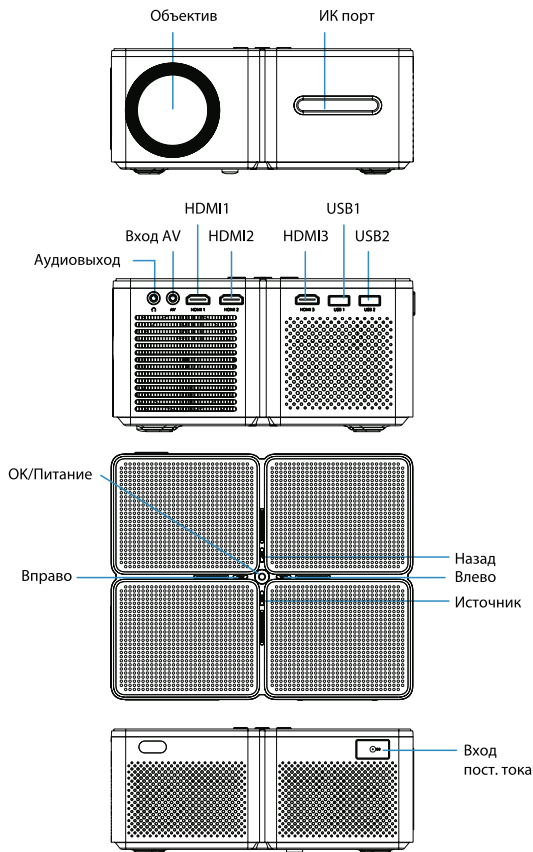 Объектив
ИК порт
HDMI1
USB1
Вход AV
HDMI2
HDMI3
USB2
Аудиовыход
AV
HDMI 1
HDMI 2
HDMI 3
USB 1
USB 2
ОК/Питание
Назад
Вправо
Влево
Источник
Вход
пост. тока